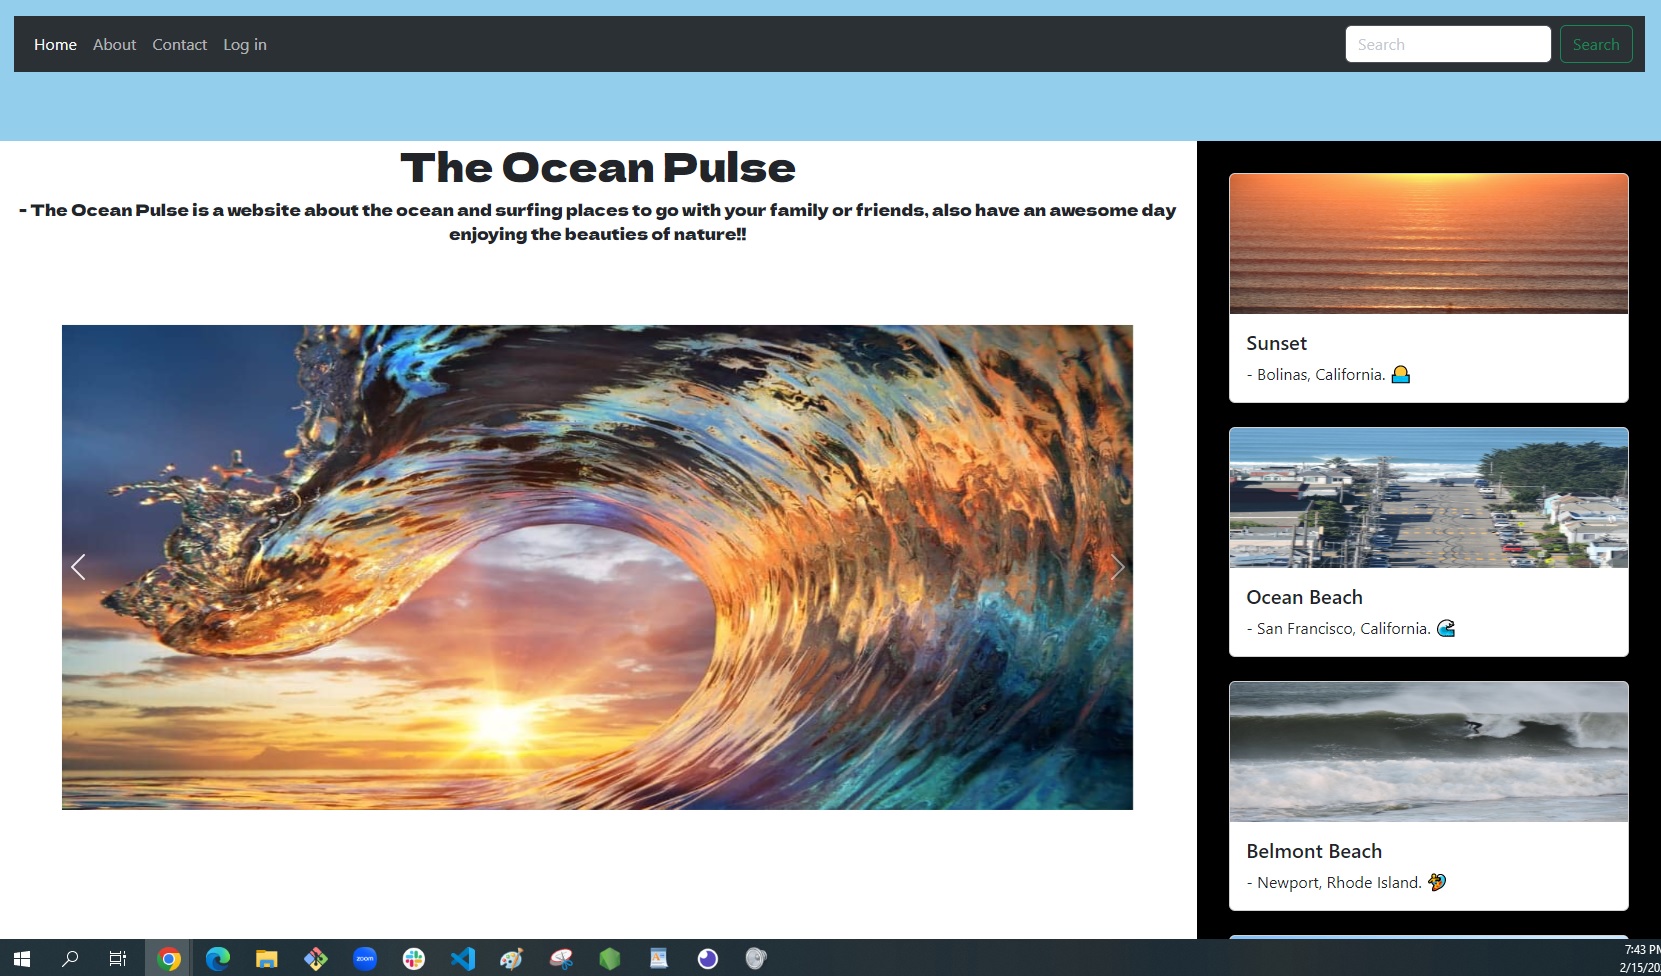 Home About Contact Log in Search Search
The Ocean Pulse
- The Ocean Pulse is a website about the ocean and surfing places to go with your family or friends, also have an awesome day
enjoying the beauties of nature!!
Sunset
- Bolinas, California.
Ocean Beach
- San Francisco, California.
Belmont Beach
- Newport, Rhode Island.
zoom
7:43 PM
2/15/20